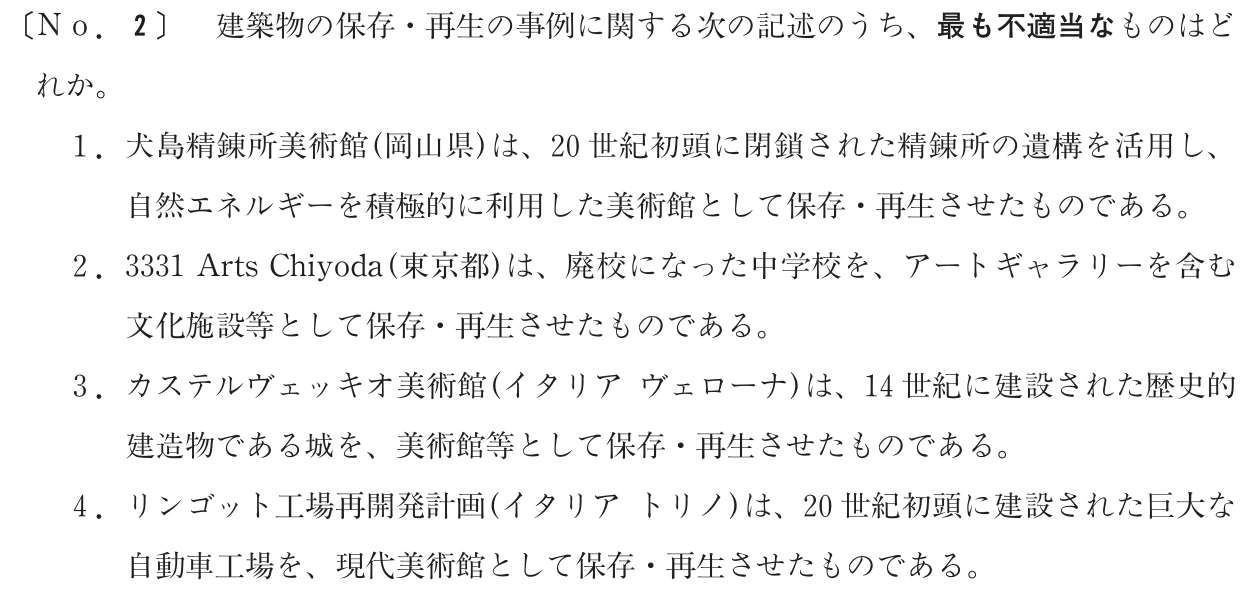 〔Ｎｏ．２〕　建築物の保存・再生の事例に関する次の記述のうち、最も不適当なものはど
れか。
１．犬島精錬所美術館(岡山県)は、20 世紀初頭に閉鎖された精錬所の遺構を活用し、
自然エネルギーを積極的に利用した美術館として保存・再生させたものである。
２．3331 Arts Chiyoda(東京都)は、廃校になった中学校を、アートギャラリーを含む
文化施設等として保存・再生させたものである。
３．カステルヴェッキオ美術館(イタリア ヴェローナ)は、14 世紀に建設された歴史的
建造物である城を、美術館等として保存・再生させたものである。
４．リンゴット工場再開発計画(イタリア トリノ)は、20 世紀初頭に建設された巨大な
自動車工場を、現代美術館として保存・再生させたものである。